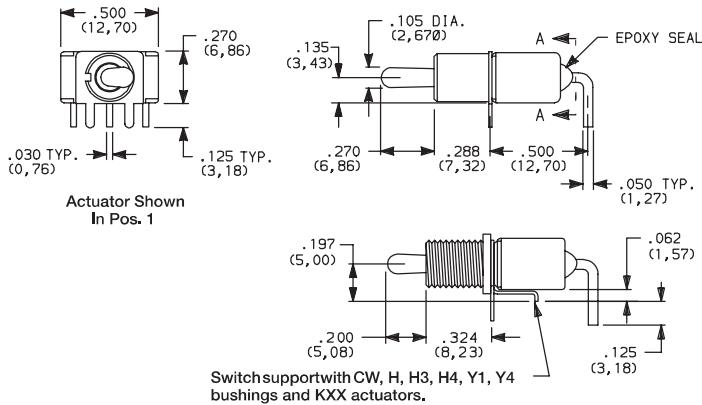 .500
(12,70)
.270
(6,86)
.030 TYP.
(0,76)
.125 TYP.
(3,18)
Actuator Shown
In Pos. 1
.105 DIA.
(2,670)
.135
(3,43)
A
EPOXY SEAL
A
.270
(6,86)
.288
(7,32)
.500
(12,70)
.050 TYP.
(1,27)
.197
(5,00)
.062
(1,57)
.200
(5,08)
.324
(8,23)
.125
(3,18)
Switch support with CW, H, H3, H4, Y1, Y4
bushings and KXX actuators.